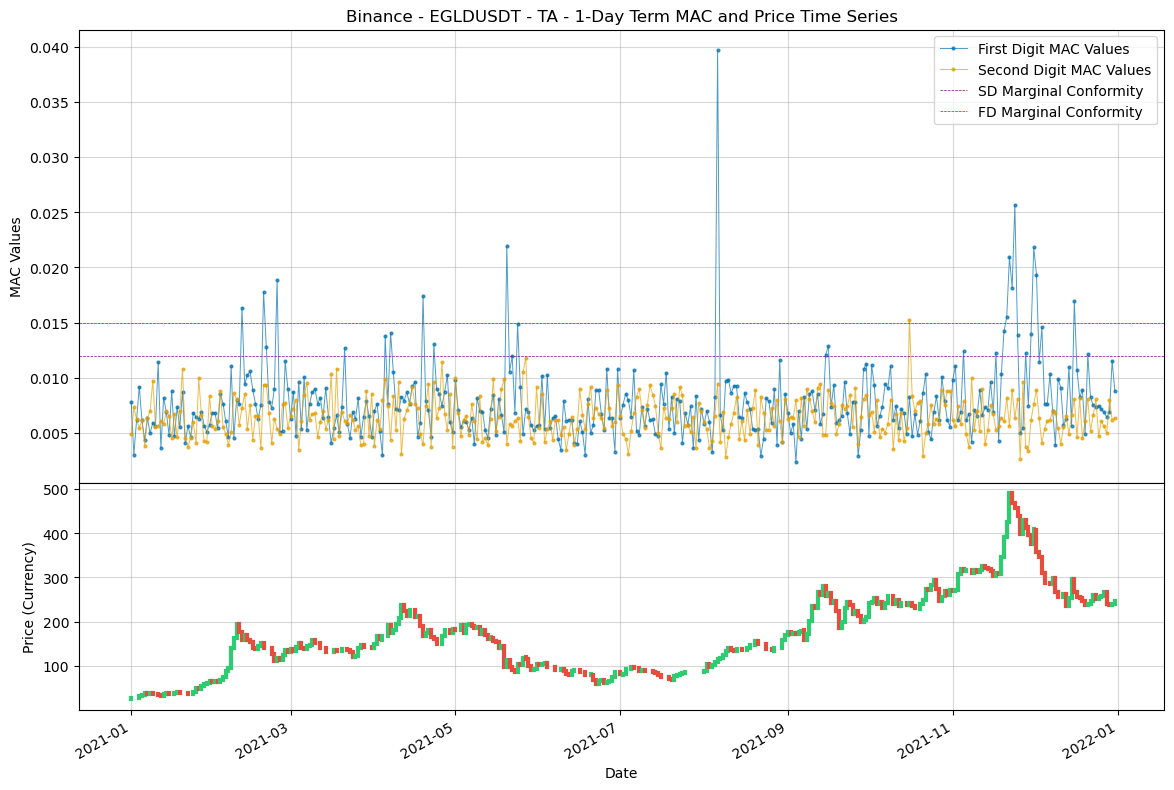 Binance - EGLDUSDT - TA - 1-Day Term MAC and Price Time Series
First Digit MAC Values
Second Digit MAC Values
SD Marginal Conformity
FD Marginal Conformity
MAC Values
0.040
0.035
0.030
0.025
0.020
0.015
0.010
0.005
Price (Currency)
500
400
300
200
100
2021-01
2021-03
2021-05
2021-07
2021-09
2021-11
2022-01
Date